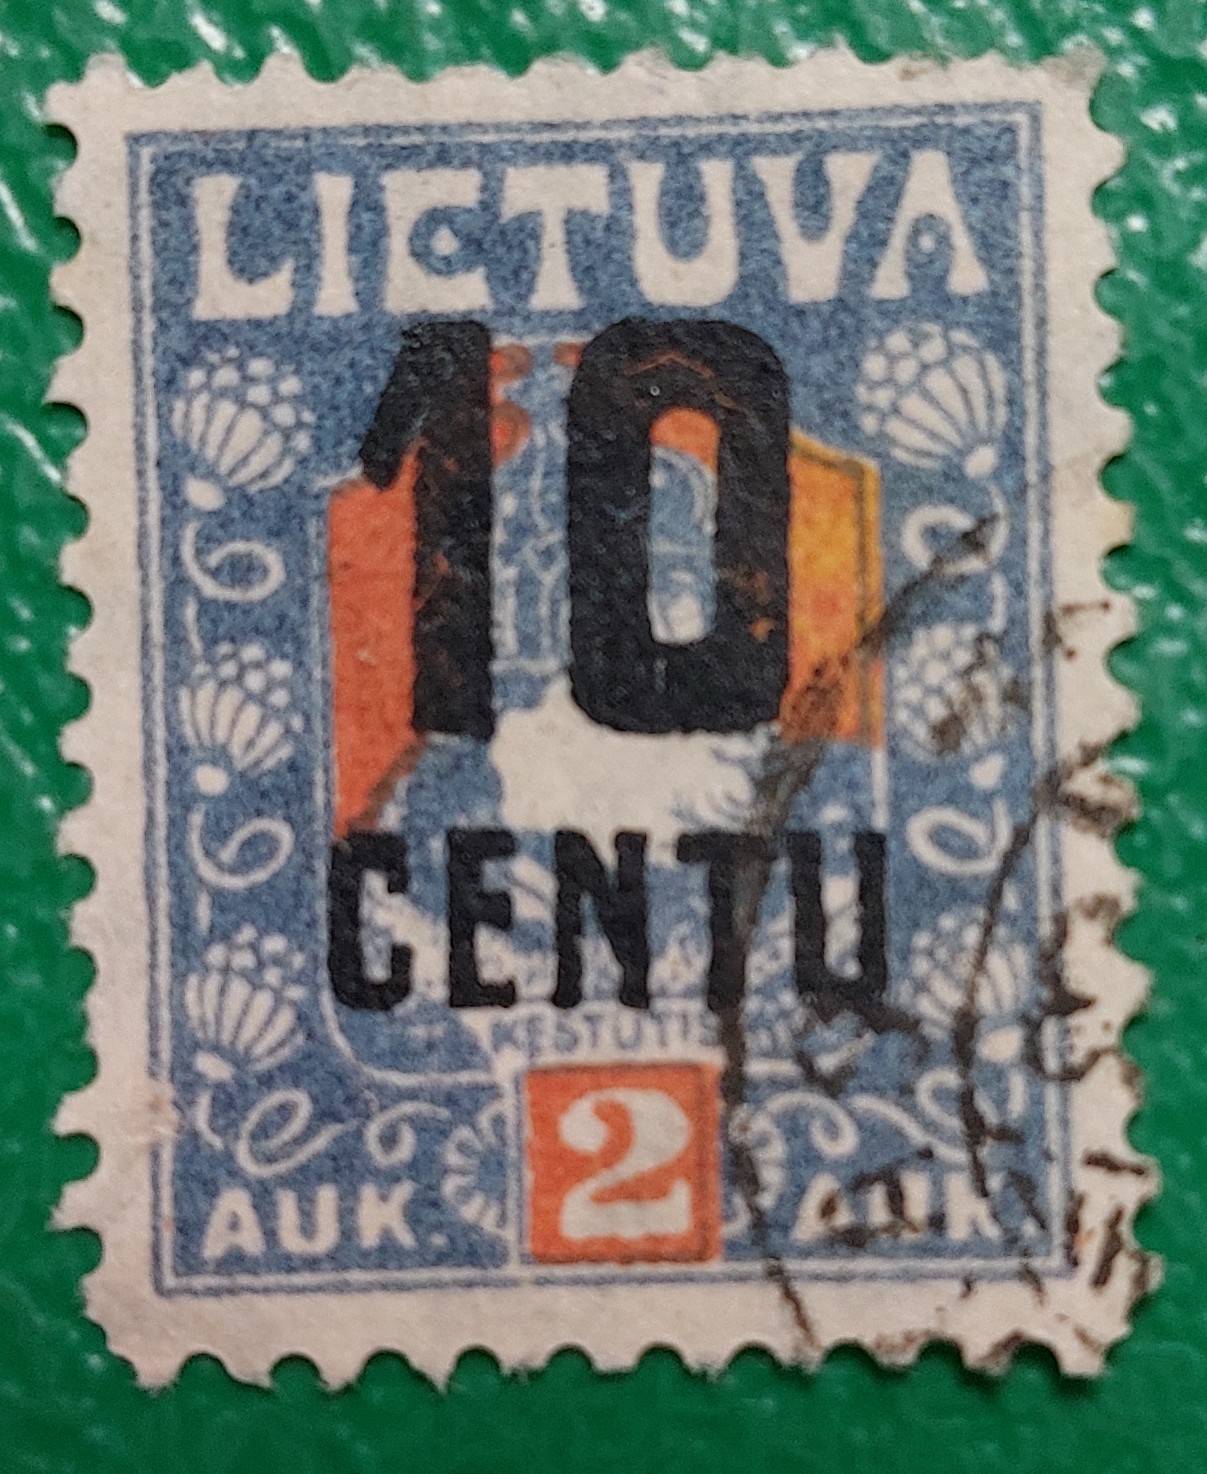 LIETUVA
10
CENTU
KESTUTIS
2
AUK. AUK.